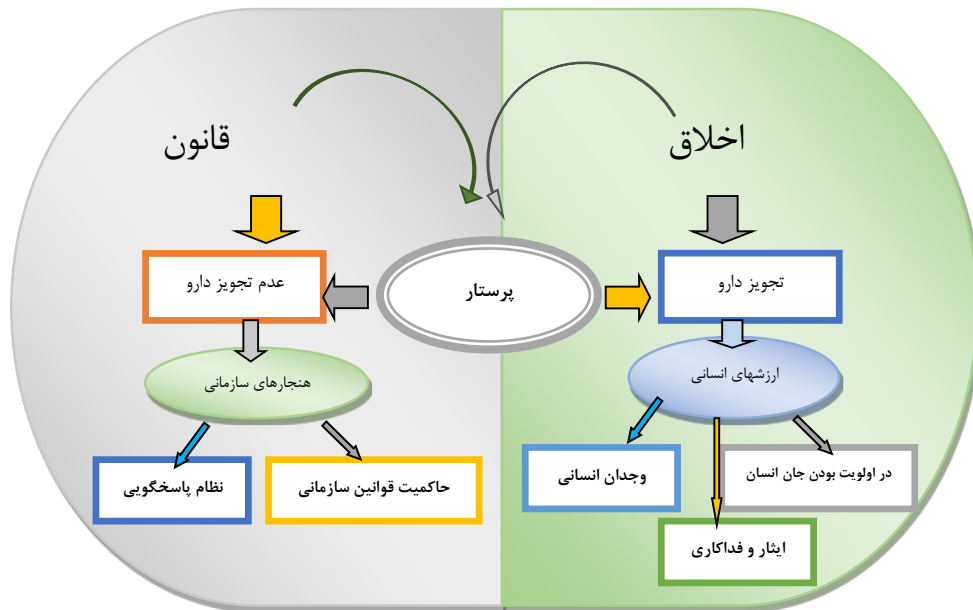 اخلاق
قانون
تجویز دارو
پرستار
عدم تجویز دارو
ارزشهای انسانی
هنجارهای سازمانی
در اولویت بودن جان انسان
وجدان انسانی
حاکمیت قوانین سازمانی
نظام پاسخگویی
ایثار و فداکاری